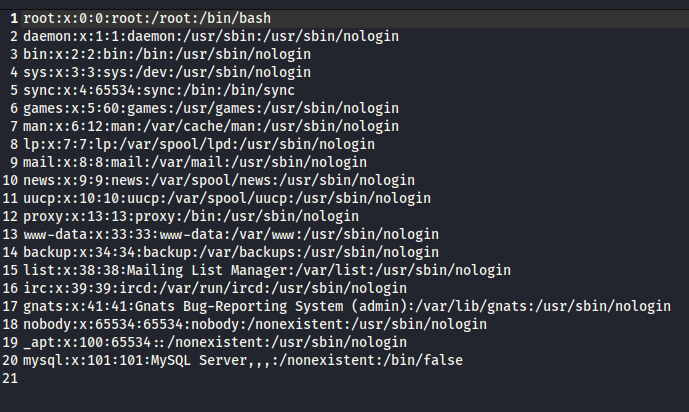 1 root:x:0:0:root:/root:/bin/bash
2 daemon:x:1:1:daemon:/usr/sbin:/usr/sbin/nologin
3 bin:x:2:2:bin:/bin:/usr/sbin/nologin
4 sys:x:3:3:sys:/dev:/usr/sbin/nologin
5 sync:x:4:65534:sync:/bin:/bin/sync
6 games:x:5:60:games:/usr/games:/usr/sbin/nologin
7 man:x:6:12:man:/var/cache/man:/usr/sbin/nologin
8 lp:x:7:7:lp:/var/spool/lpd:/usr/sbin/nologin
9 mail:x:8:8:mail:/var/mail:/usr/sbin/nologin
10 news:x:9:9:news:/var/spool/news:/usr/sbin/nologin
11 uucp:x:10:10:uucp:/var/spool/uucp:/usr/sbin/nologin
12 proxy:x:13:13:proxy:/bin:/usr/sbin/nologin
13 www-data:x:33:33:www-data:/var/www:/usr/sbin/nologin
14 backup:x:34:34:backup:/var/backups:/usr/sbin/nologin
15 list:x:38:38:Mailing List Manager:/var/list:/usr/sbin/nologin
16 irc:x:39:39:ircd:/var/run/ircd:/usr/sbin/nologin
17 gnats:x:41:41:Gnats Bug-Reporting System (admin):/var/lib/gnats:/usr/sbin/nologin
18 nobody:x:65534:65534:nobody:/nonexistent:/usr/sbin/nologin
19 _apt:x:100:65534::/nonexistent:/usr/sbin/nologin
20 mysql:x:101:101:MySQL Server,,,:/nonexistent:/bin/false
21